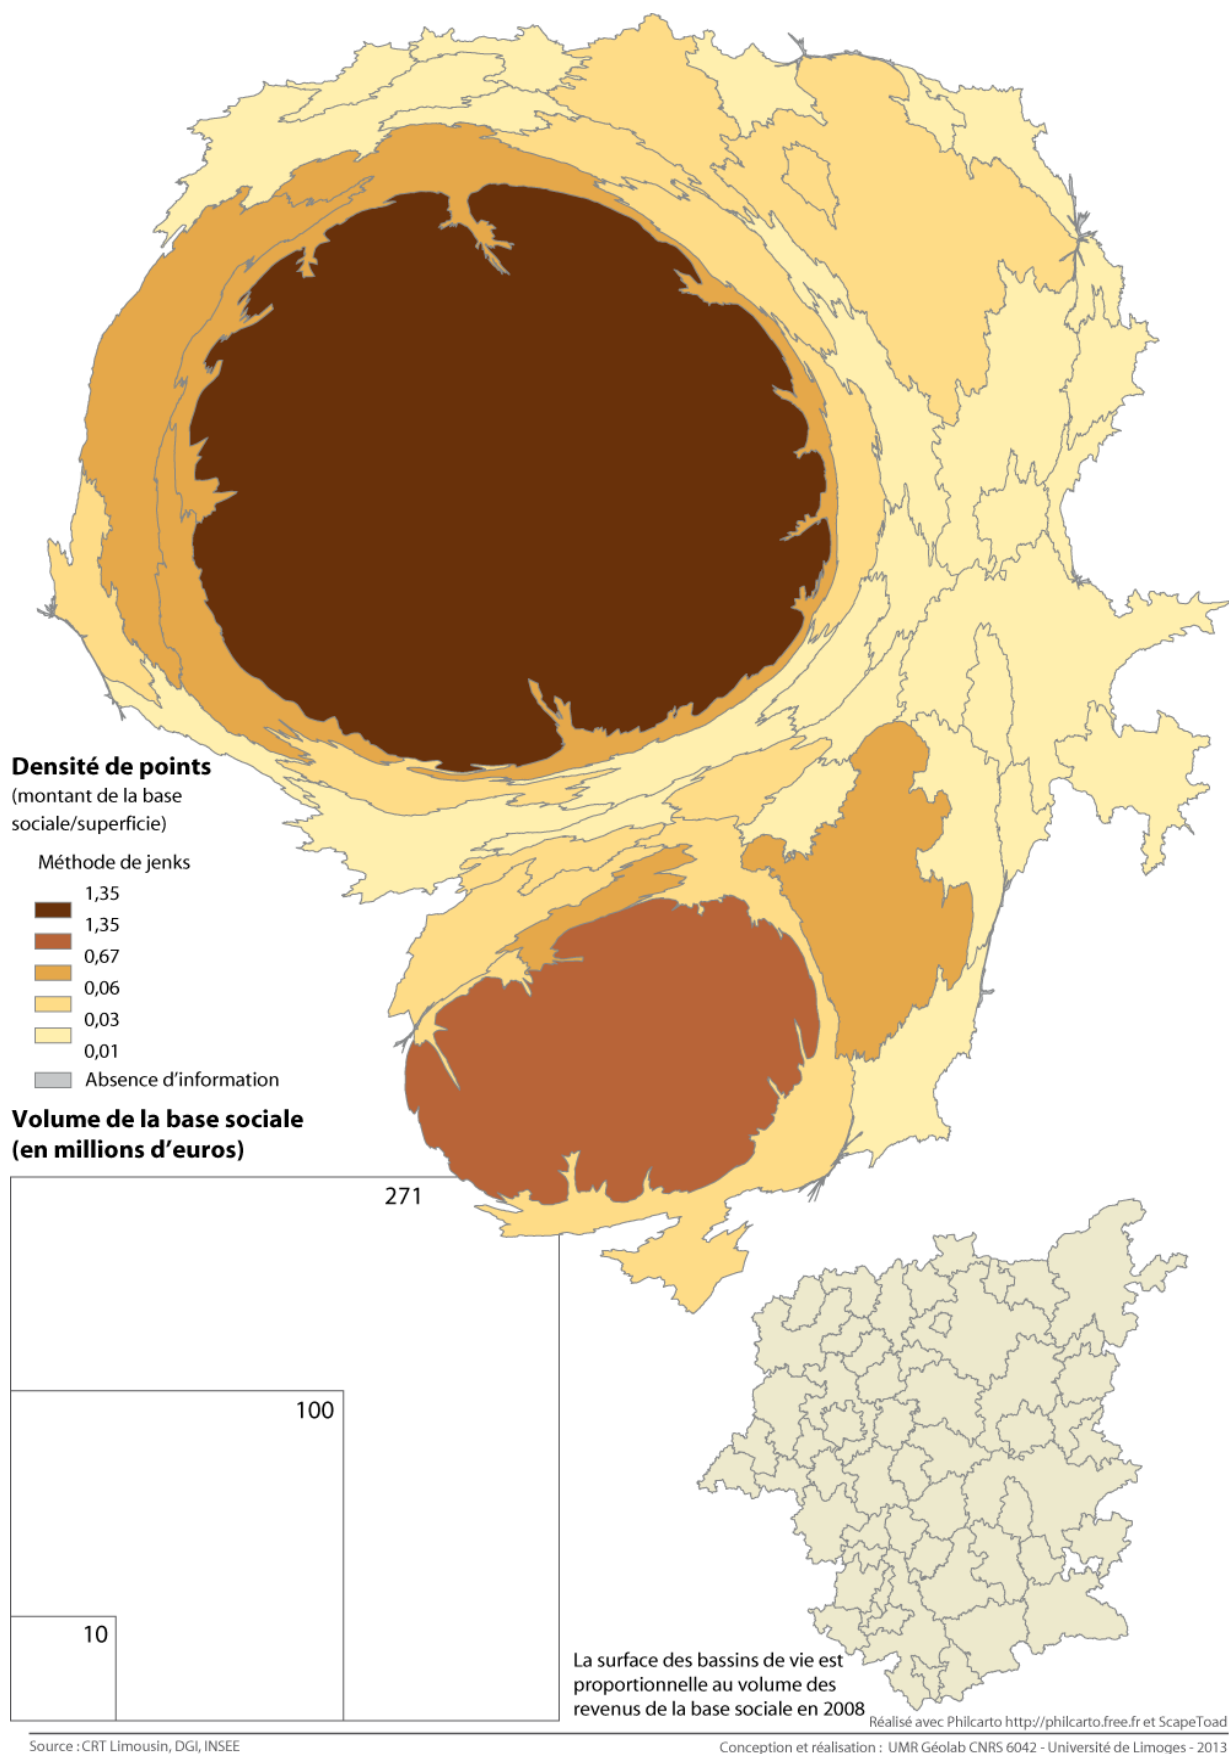 Densité de points
(montant de la base
sociale/superficie)
Méthode de jenks
1,35
1,35
0,67
0,06
0,03
0,01
Absence d'information
Volume de la base sociale
(en millions d'euros)
271
100
10
La surface des bassins de vie est
proportionnelle au volume des
revenus de la base sociale en 2008
Réalisé avec Philcarto http://philcarto.free.fr et ScapeToad
Source : CRT Limousin, DGI, INSEE
Conception et réalisation : UMR Géolab CNRS 6042 - Université de Limoges - 2013